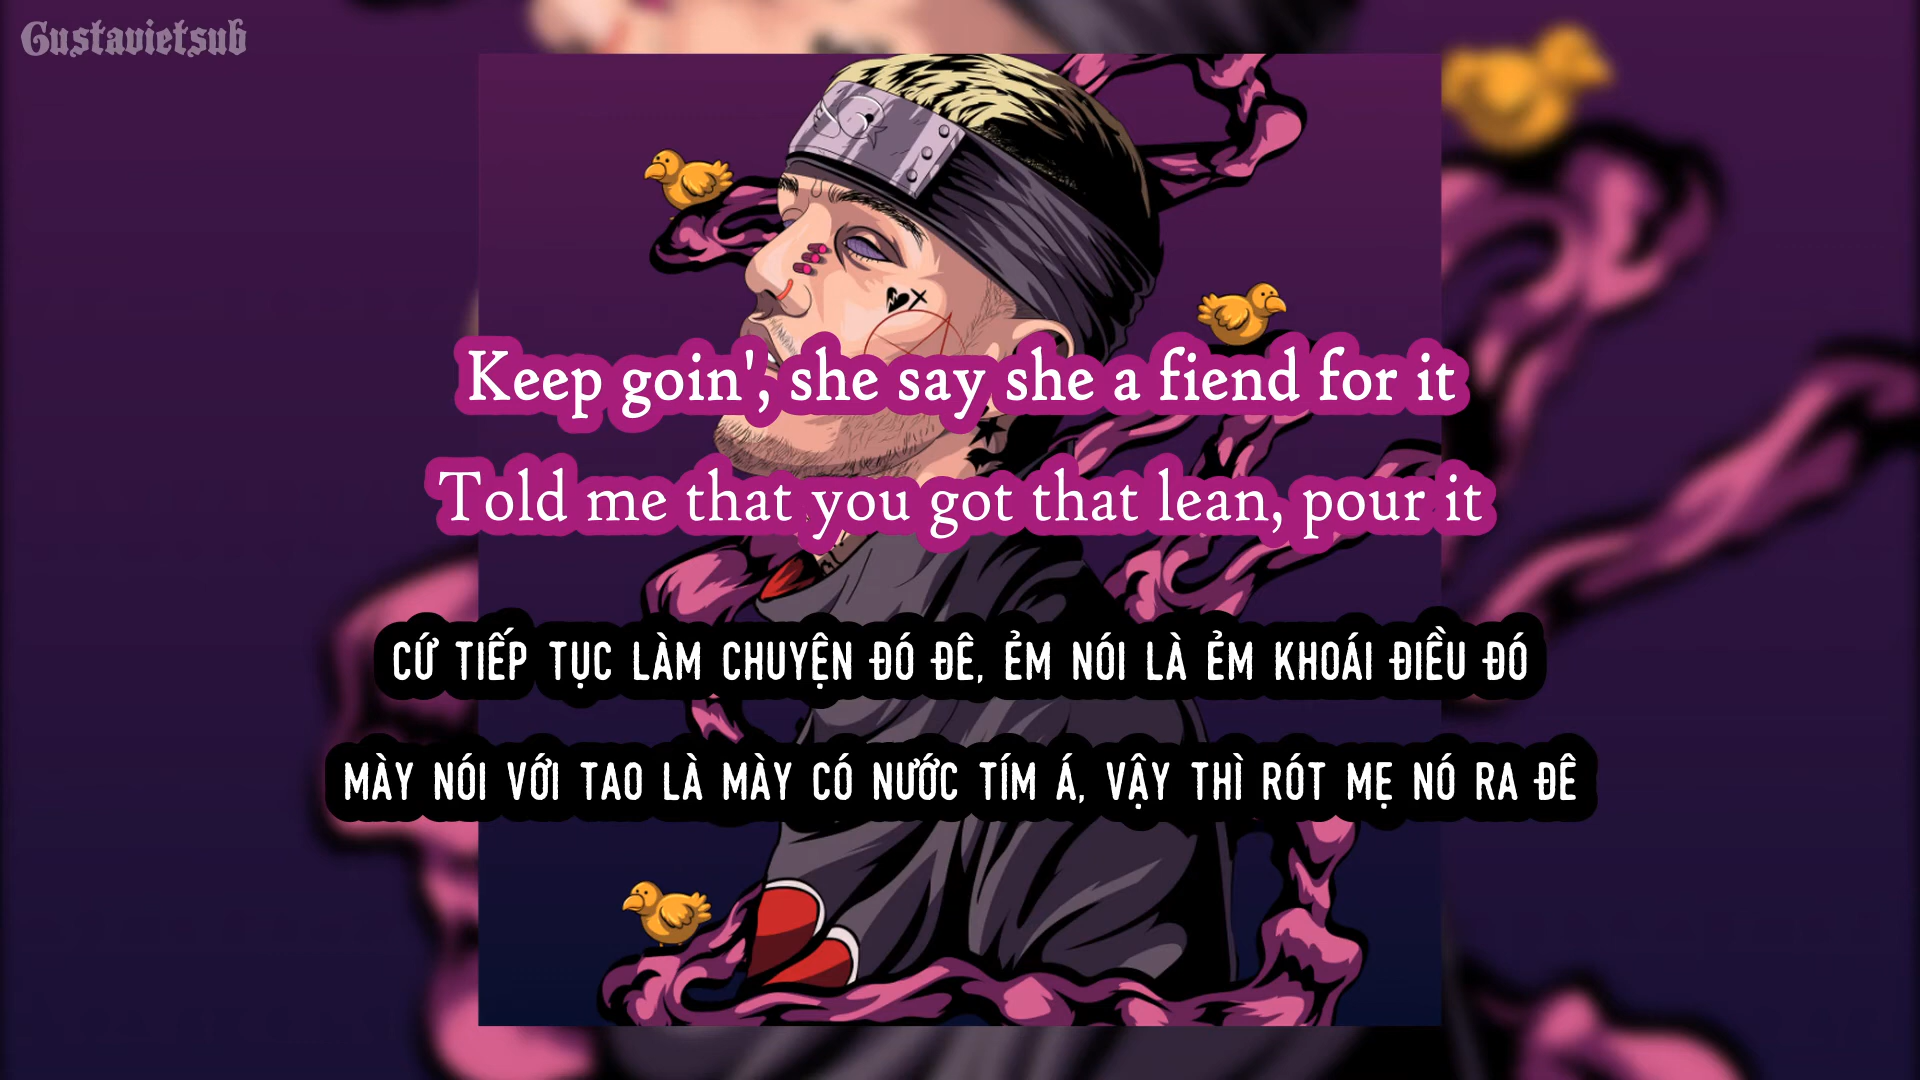 Gustavietsub
Keep goin', she say she a fiend for it
Told me that you got that lean, pour it
CỨ TIẾP TỤC LÀM CHUYỆN ĐÓ ĐÊ, ẺM NÓI LÀ ẺM KHOÁI ĐIỀU ĐÓ
MÀY NÓI VỚI TAO LÀ MÀY CÓ NƯỚC TÍM Á, VẬY THÌ RÓT MẸ NÓ RA ĐÊ